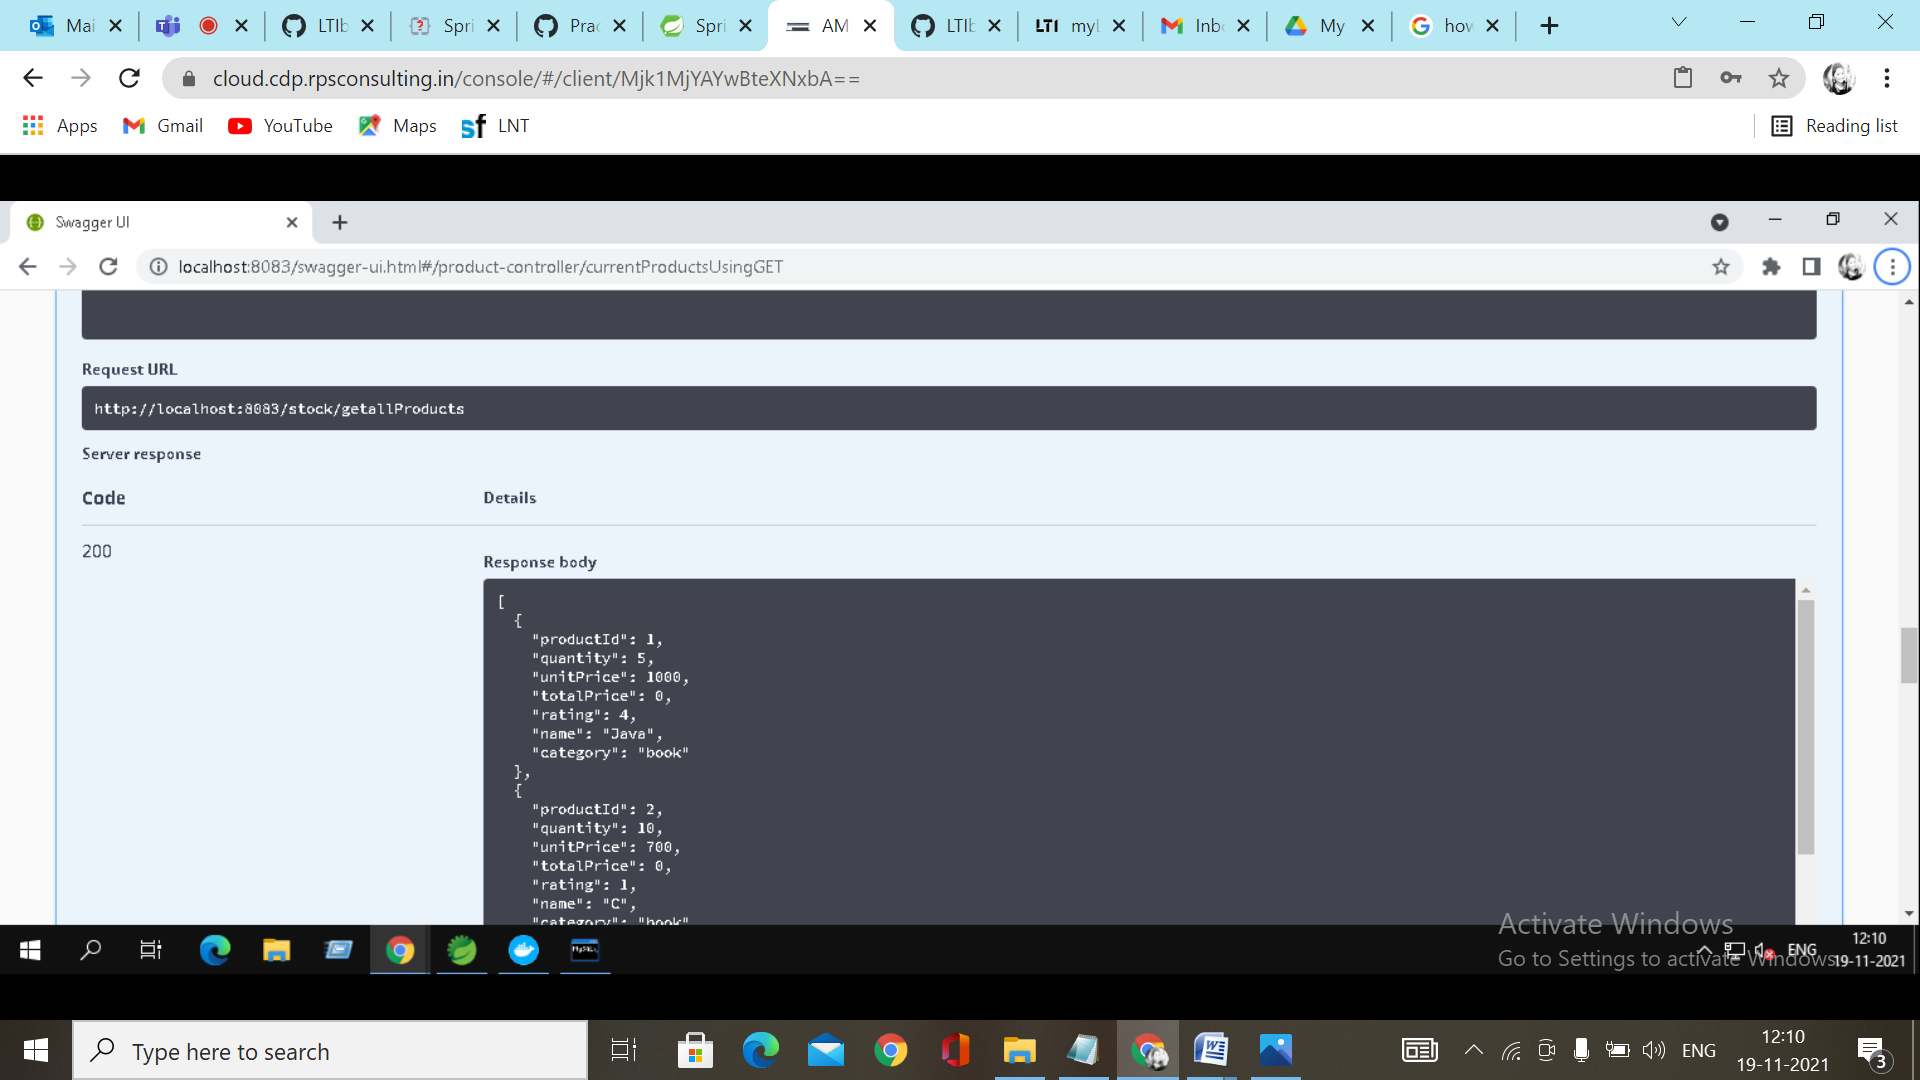 Mai
LTIb
Spri
Prac
Spri
AM
LTIb
LTI myL
Inbo
My
how
cloud.cdp.rpsconsulting.in/console/#/client/Mjk1MjYAYwBteXNxbA==
Apps Gmail YouTube Maps sf LNT Reading list
Swagger UI
localhost:8083/swagger-ui.html#/product-controller/currentProductsUsingGET
Request URL
http://localhost:8083/stock/getallProducts
Server response
Code Details
200
Response body
[
{
"productId": 1,
"quantity": 5,
"unitPrice": 1000,
"totalPrice": 0,
"rating": 4,
"name": "Java",
"category": "book"
},
{
"productId": 2,
"quantity": 10,
"unitPrice": 700,
"totalPrice": 0,
"rating": 1,
"name": "C",
"category": "book"
Activate Windows
Go to Settings to activate Windows
MySQL
ENG
12:10
19-11-2021
Type here to search
ENG
12:10
19-11-2021
3